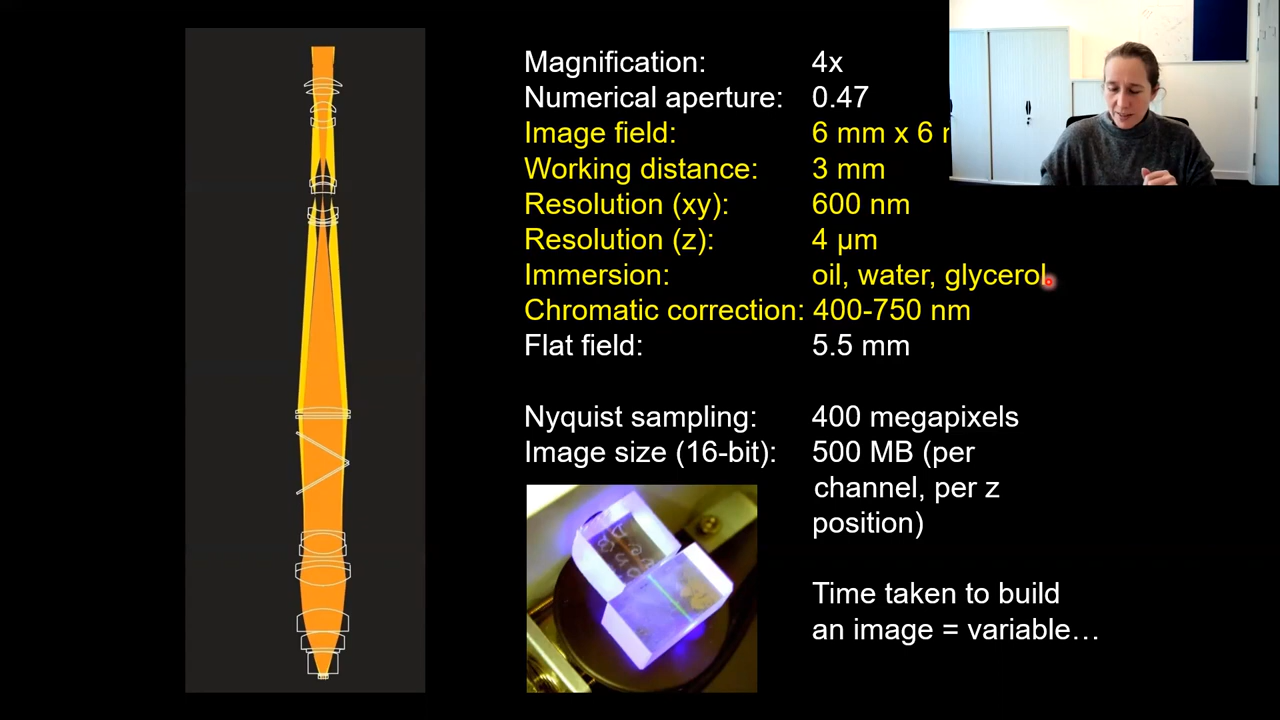 Magnification: 4x
Numerical aperture: 0.47
Image field: 6 mm x 6
Working distance: 3 mm
Resolution (xy): 600 nm
Resolution (z): 4 µm
Immersion: oil, water, glycerol
Chromatic correction: 400-750 nm
Flat field: 5.5 mm
Nyquist sampling: 400 megapixels
Image size (16-bit): 500 MB (per
channel, per z
position)
Time taken to build
an image = variable…